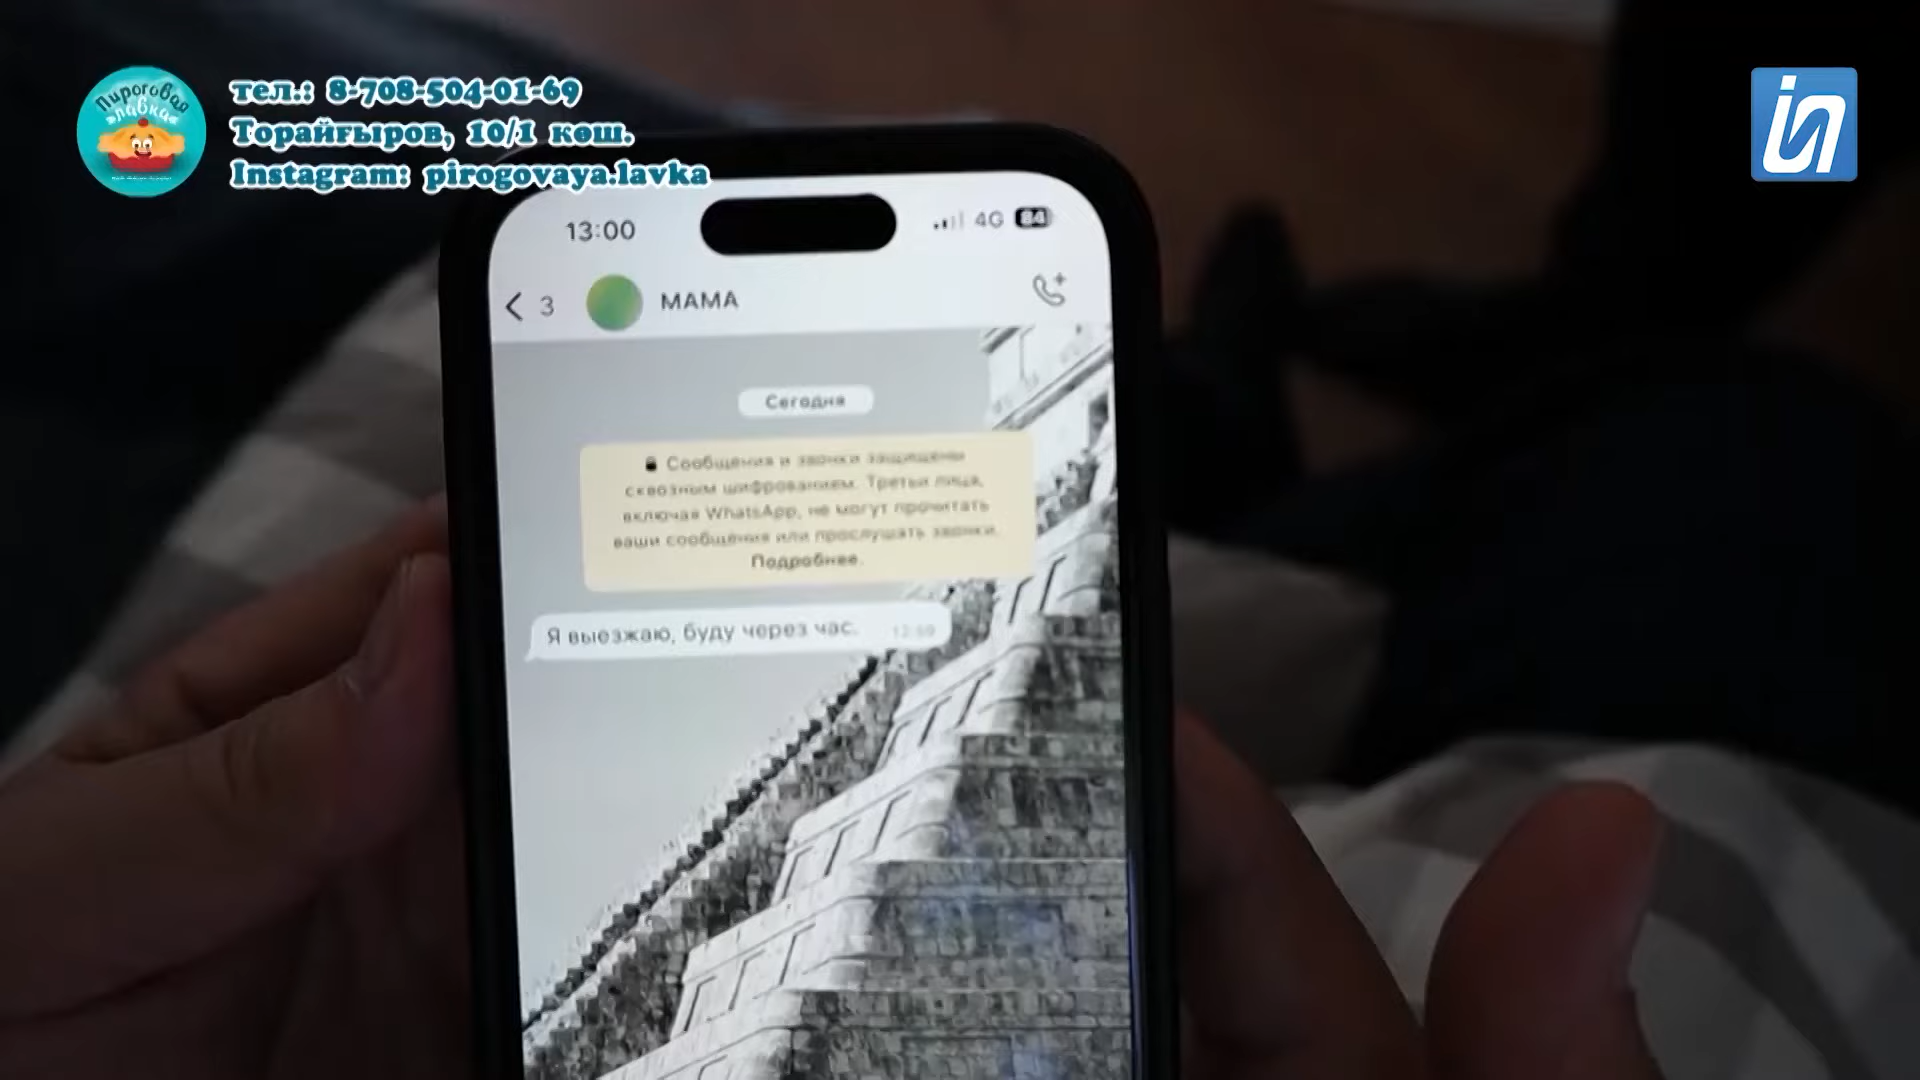 Пироговая
лавка
тел.: 8-708-504-01-69
Торайғыров, 10/1 көш.
Instagram: pirogovaya.lavka
in
13:00
4G 84
3 МАМА
Сегодня
Сообщения и звонки защищены
сквозным шифрованием. Третьи лица,
включая WhatsApp, не могут прочитать
ваши сообщения или прослушать звонки.
Подробнее.
Я выезжаю, буду через час. 12:59